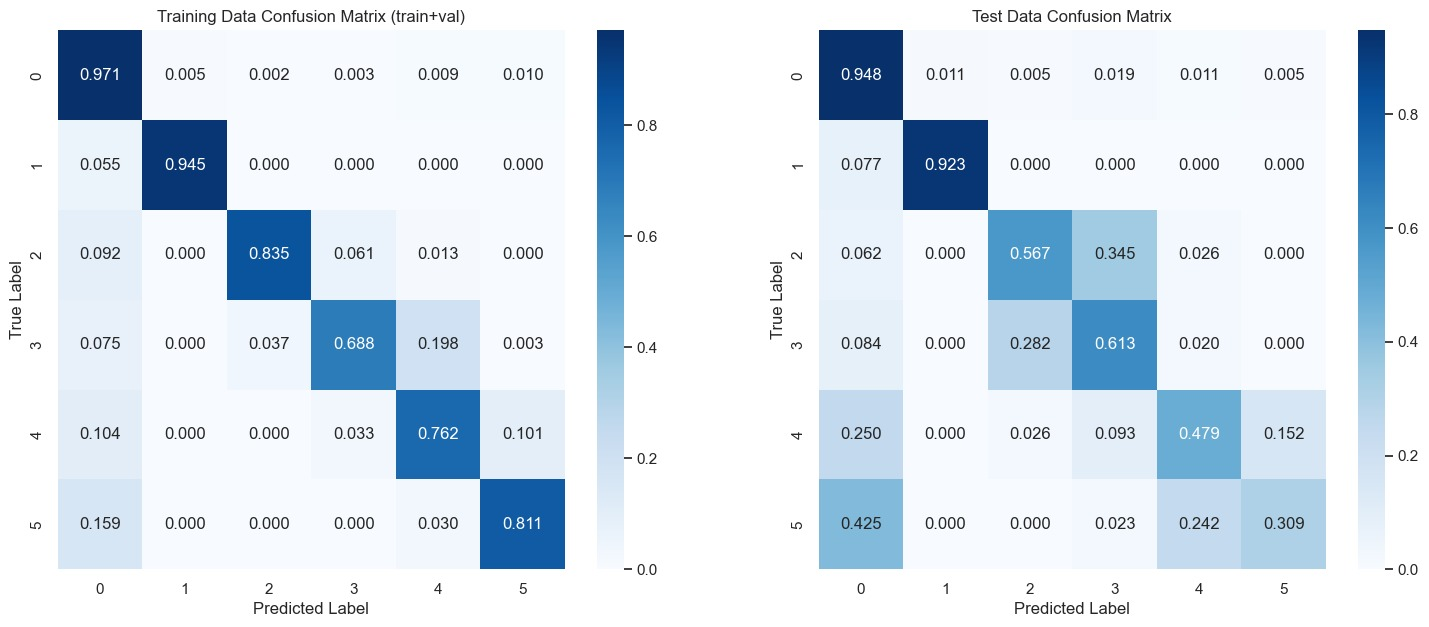 Training Data Confusion Matrix (train+val)
0 0.971 0.005 0.002 0.003 0.009 0.010
1 0.055 0.945 0.000 0.000 0.000 0.000
2 0.092 0.000 0.835 0.061 0.013 0.000
3 0.075 0.000 0.037 0.688 0.198 0.003
4 0.104 0.000 0.000 0.033 0.762 0.101
5 0.159 0.000 0.000 0.000 0.030 0.811
0 1 2 3 4 5
Predicted Label
True Label
0.8
0.6
0.4
0.2
0.0
Test Data Confusion Matrix
0 0.948 0.011 0.005 0.019 0.011 0.005
1 0.077 0.923 0.000 0.000 0.000 0.000
2 0.062 0.000 0.567 0.345 0.026 0.000
3 0.084 0.000 0.282 0.613 0.020 0.000
4 0.250 0.000 0.026 0.093 0.479 0.152
5 0.425 0.000 0.000 0.023 0.242 0.309
0 1 2 3 4 5
Predicted Label
True Label
0.8
0.6
0.4
0.2
0.0